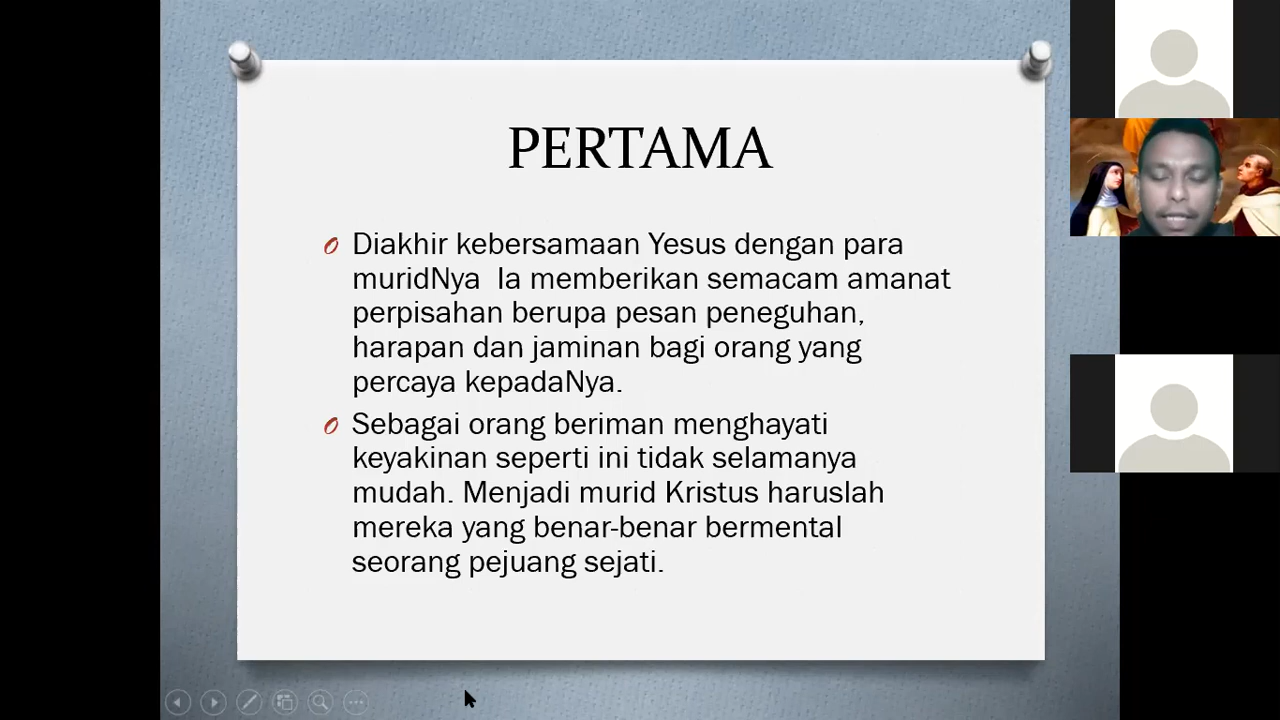 PERTAMA
Diakhir kebersamaan Yesus dengan para
muridNya Ia memberikan semacam amanat
perpisahan berupa pesan peneguhan,
harapan dan jaminan bagi orang yang
percaya kepadaNya.
Sebagai orang beriman menghayati
keyakinan seperti ini tidak selamanya
mudah. Menjadi murid Kristus haruslah
mereka yang benar-benar bermental
seorang pejuang sejati.